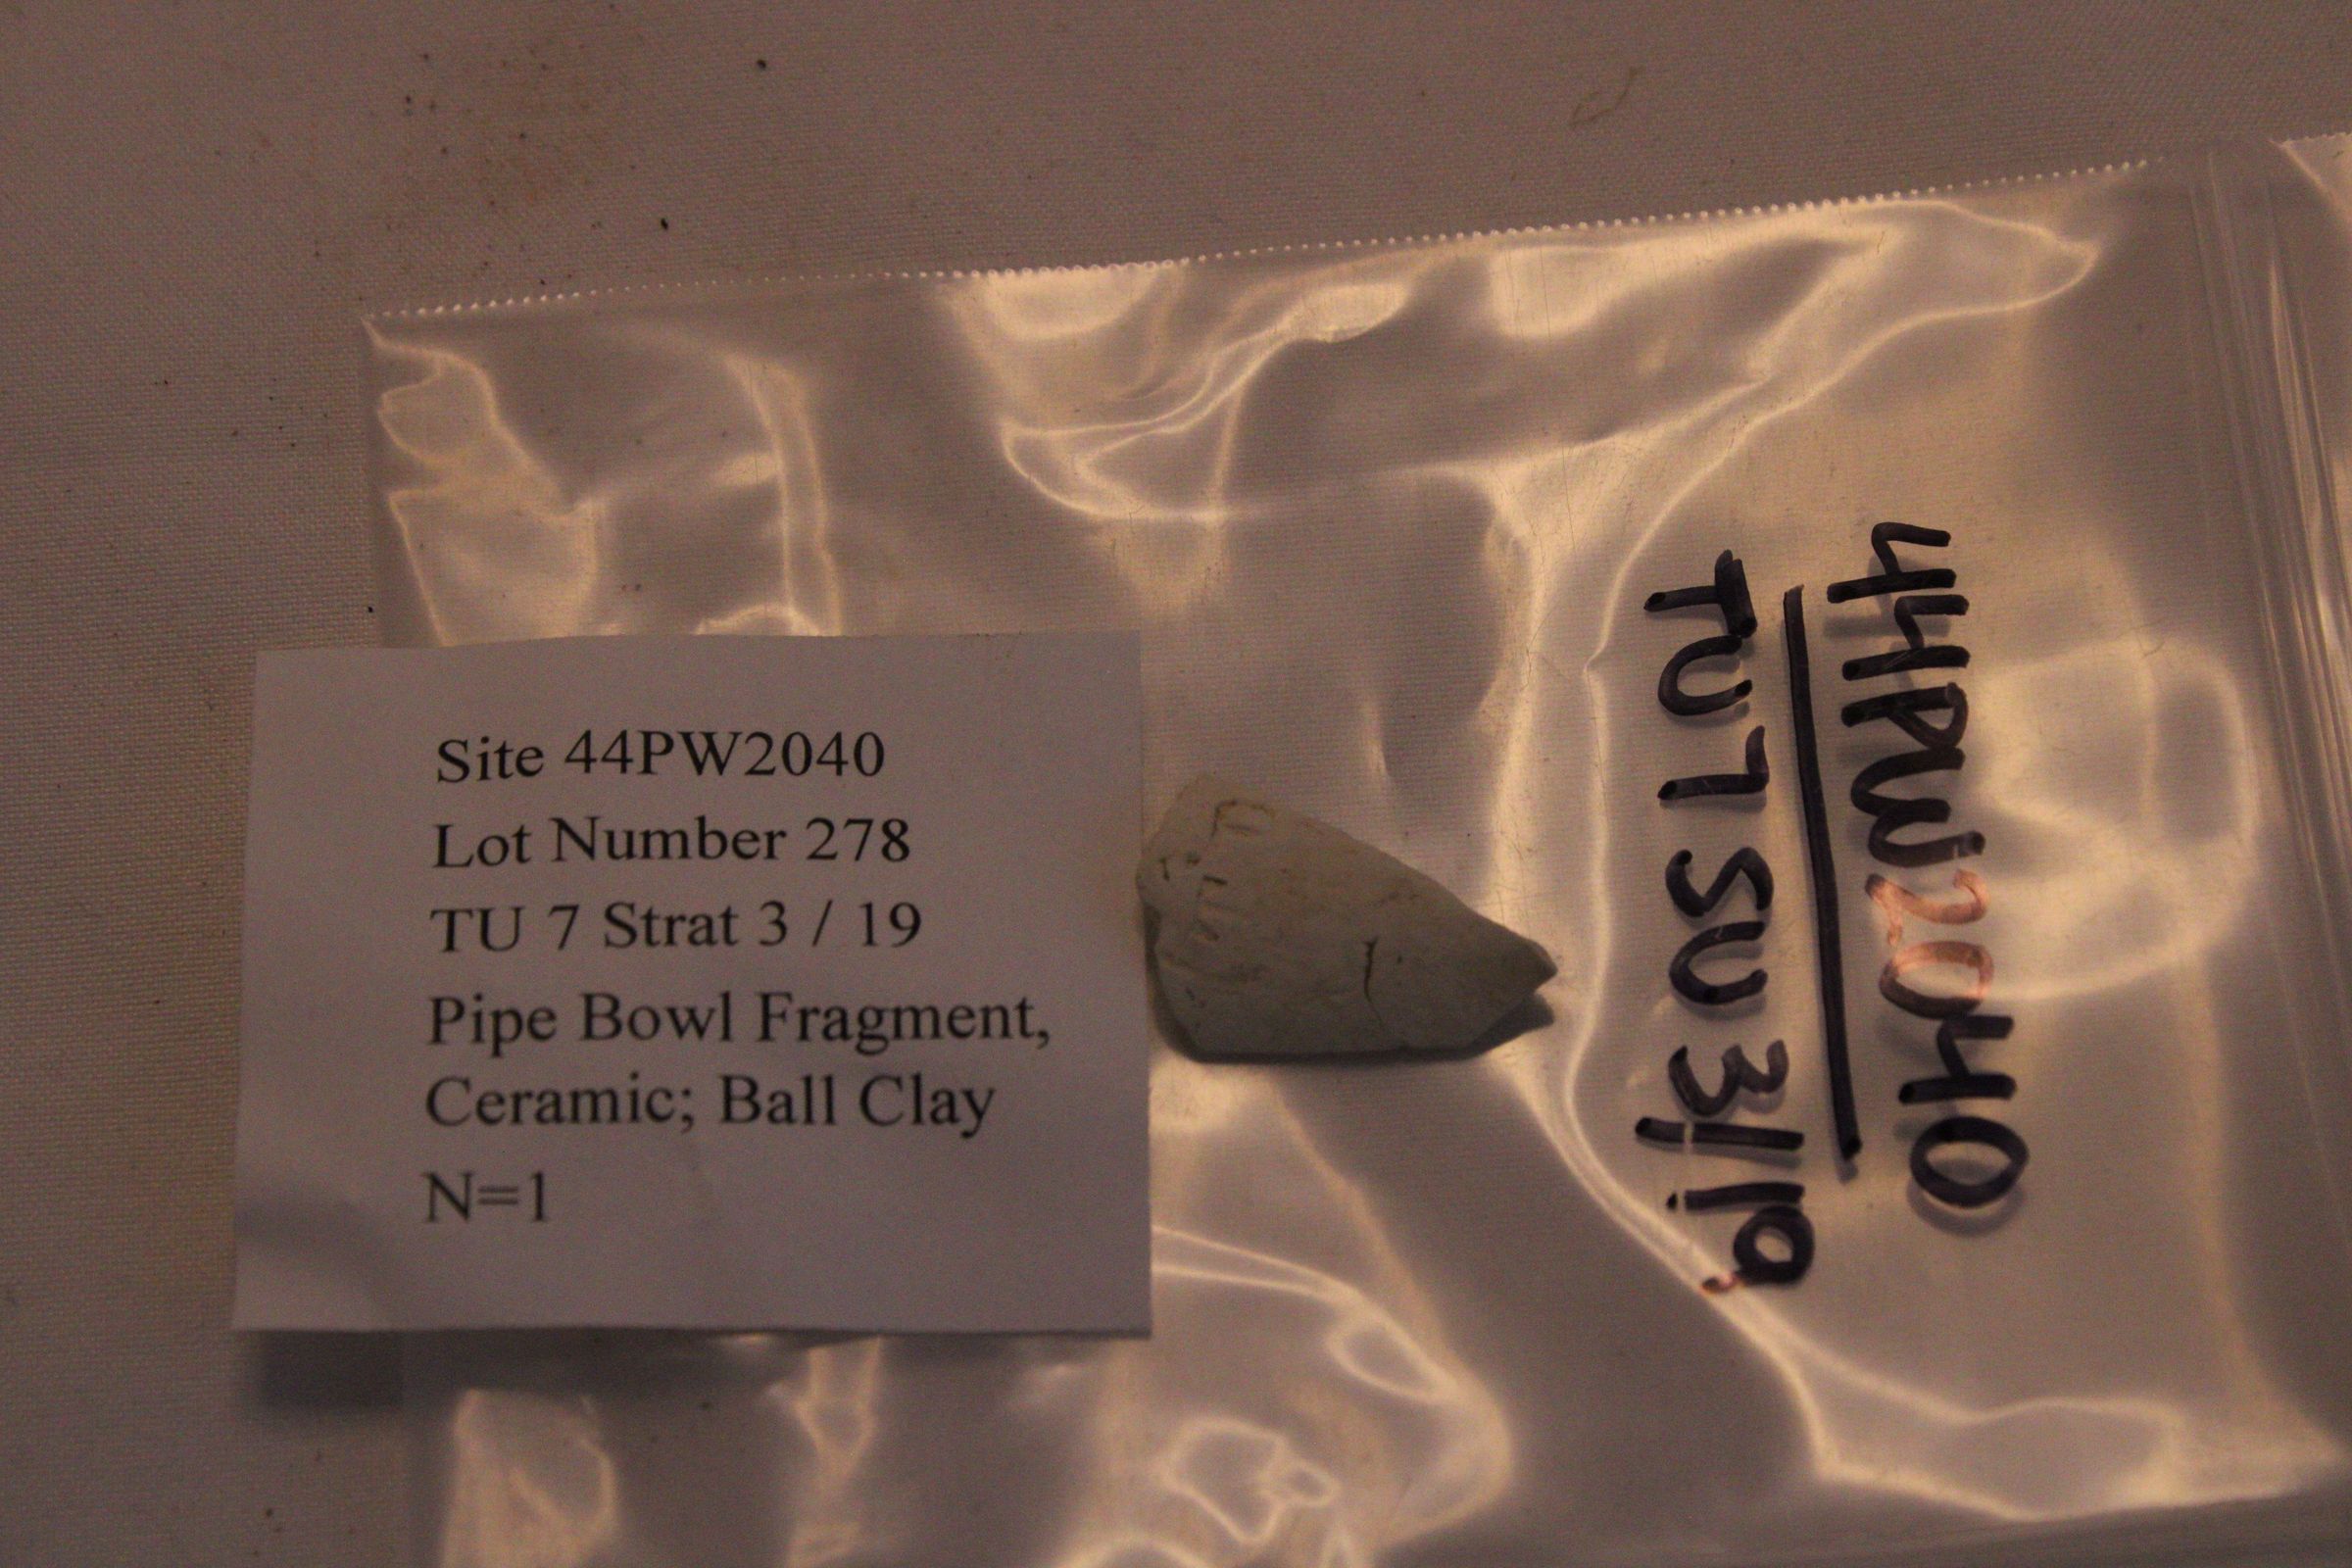 Site 44PW2040
Lot Number 278
TU 7 Strat 3 / 19
Pipe Bowl Fragment,
Ceramic; Ball Clay
N=1
44PW2040
TU7 SU 3/19